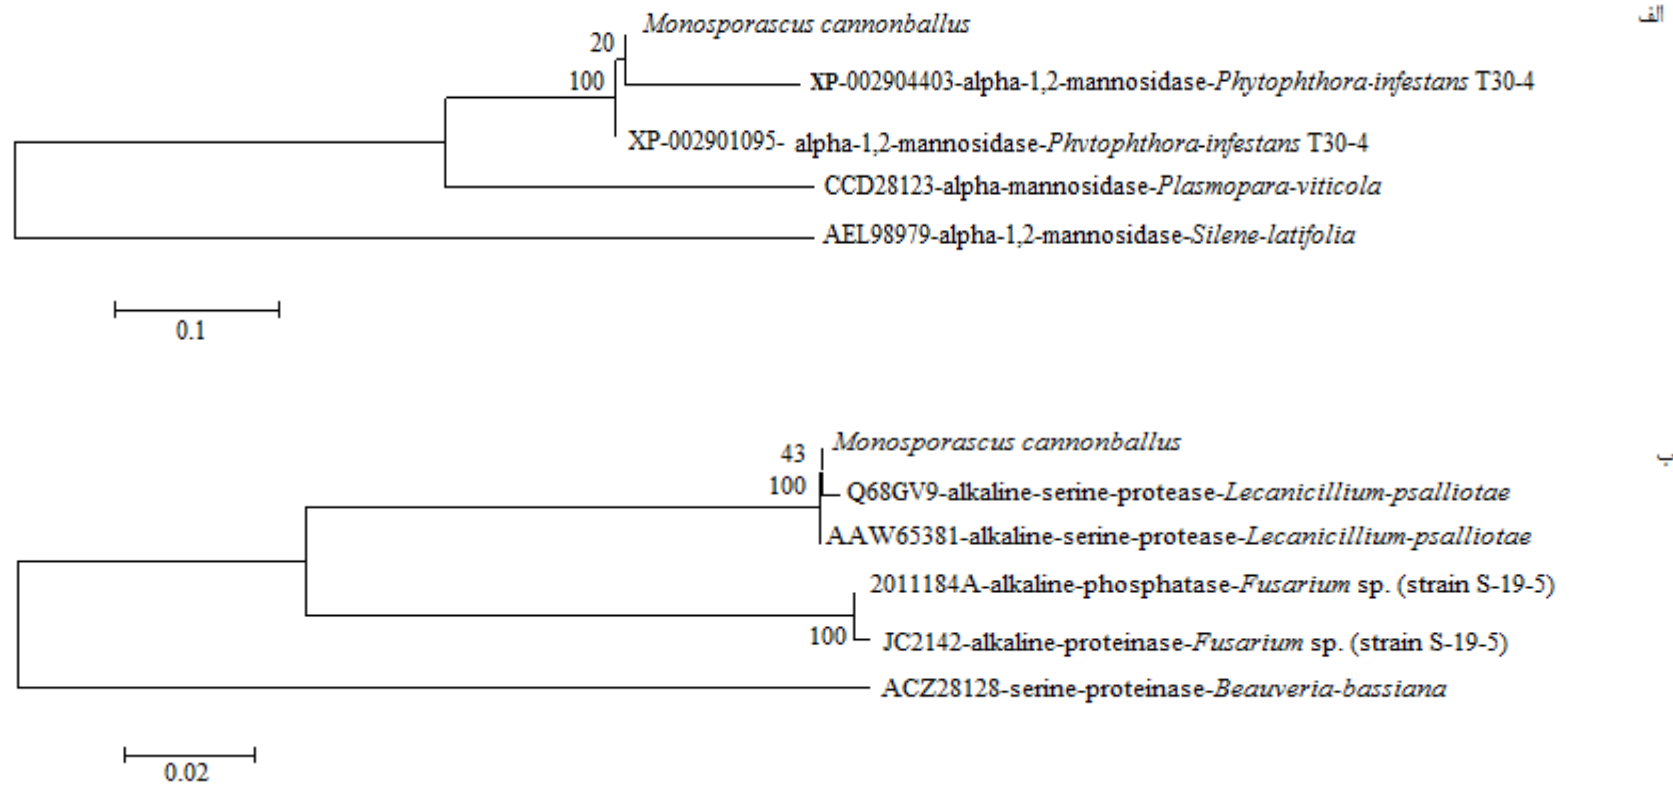 الف
Monosporascus cannonballus
20
XP-002904403-alpha-1,2-mannosidase-Phytophthora-infestans T30-4
100
XP-002901095- alpha-1,2-mannosidase-Phvtophthora-infestans T30-4
CCD28123-alpha-mannosidase-Plasmopara-viticola
AEL98979-alpha-1,2-mannosidase-Silene-latifolia
0.1
ب
Monosporascus cannonballus
43
100
Q68GV9-alkaline-serine-protease-Lecanicillium-psalliotae
AAW65381-alkaline-serine-protease-Lecanicillium-psalliotae
2011184A-alkaline-phosphatase-Fusarium sp. (strain S-19-5)
100
JC2142-alkaline-proteinase-Fusarium sp. (strain S-19-5)
ACZ28128-serine-proteinase-Beauveria-bassiana
0.02